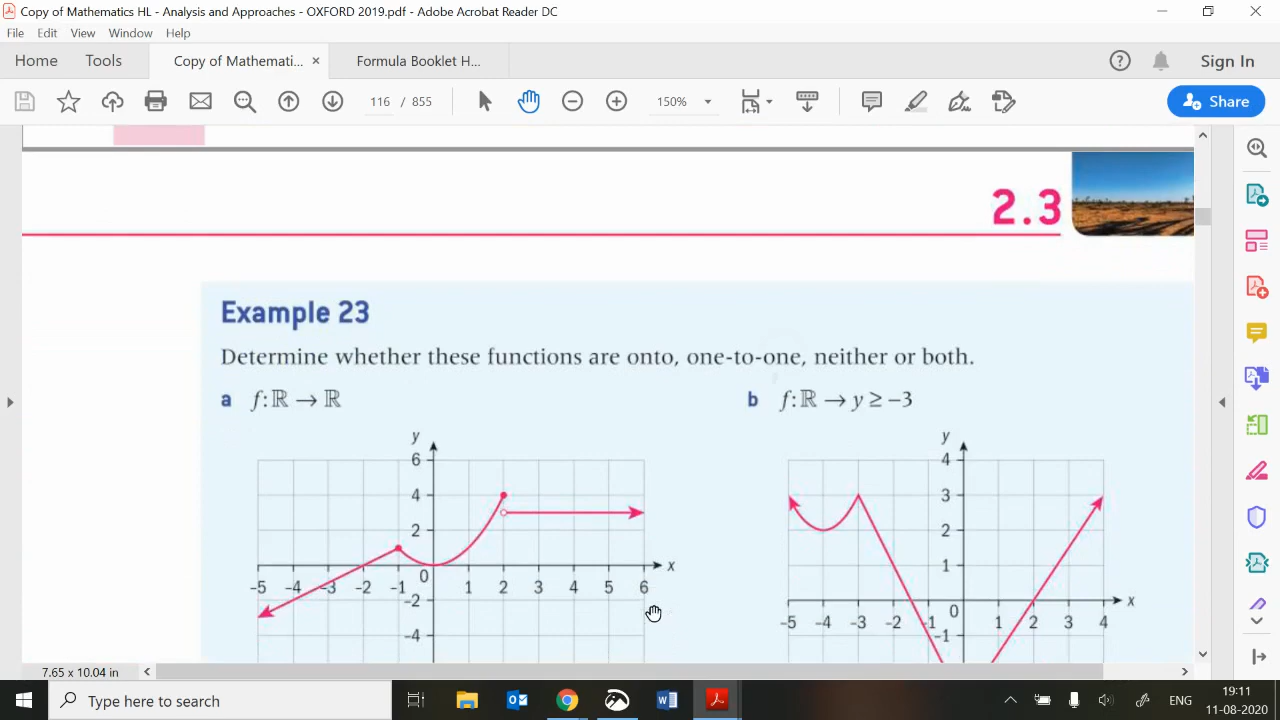 Copy of Mathematics HL - Analysis and Approaches - OXFORD 2019.pdf - Adobe Acrobat Reader DC
File Edit View Window Help
Home Tools Copy of Mathemati... × Formula Booklet H... Sign In
116 / 855 150% Share
2.3
Example 23
Determine whether these functions are onto, one-to-one, neither or both.
a f: ℝ → ℝ b f: ℝ → y ≥ −3
y
6
4
2
0
-5 -4 -3 -2 -1 1 2 3 4 5 6 x
−2
−4
y
4
3
2
1
0
-5 -4 -3 -2 -1 1 2 3 4 x
−1
7.65 x 10.04 in
Type here to search
ENG
19:11
11-08-2020